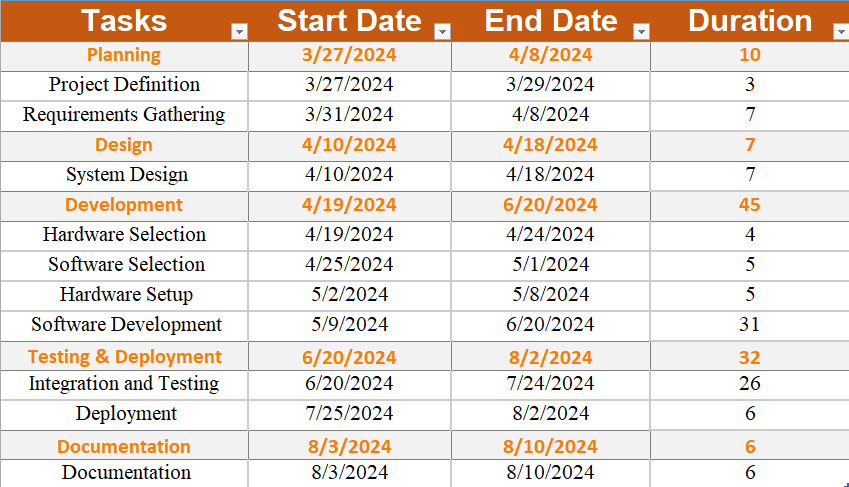 Tasks Start Date End Date Duration
Planning 3/27/2024 4/8/2024 10
Project Definition 3/27/2024 3/29/2024 3
Requirements Gathering 3/31/2024 4/8/2024 7
Design 4/10/2024 4/18/2024 7
System Design 4/10/2024 4/18/2024 7
Development 4/19/2024 6/20/2024 45
Hardware Selection 4/19/2024 4/24/2024 4
Software Selection 4/25/2024 5/1/2024 5
Hardware Setup 5/2/2024 5/8/2024 5
Software Development 5/9/2024 6/20/2024 31
Testing & Deployment 6/20/2024 8/2/2024 32
Integration and Testing 6/20/2024 7/24/2024 26
Deployment 7/25/2024 8/2/2024 6
Documentation 8/3/2024 8/10/2024 6
Documentation 8/3/2024 8/10/2024 6